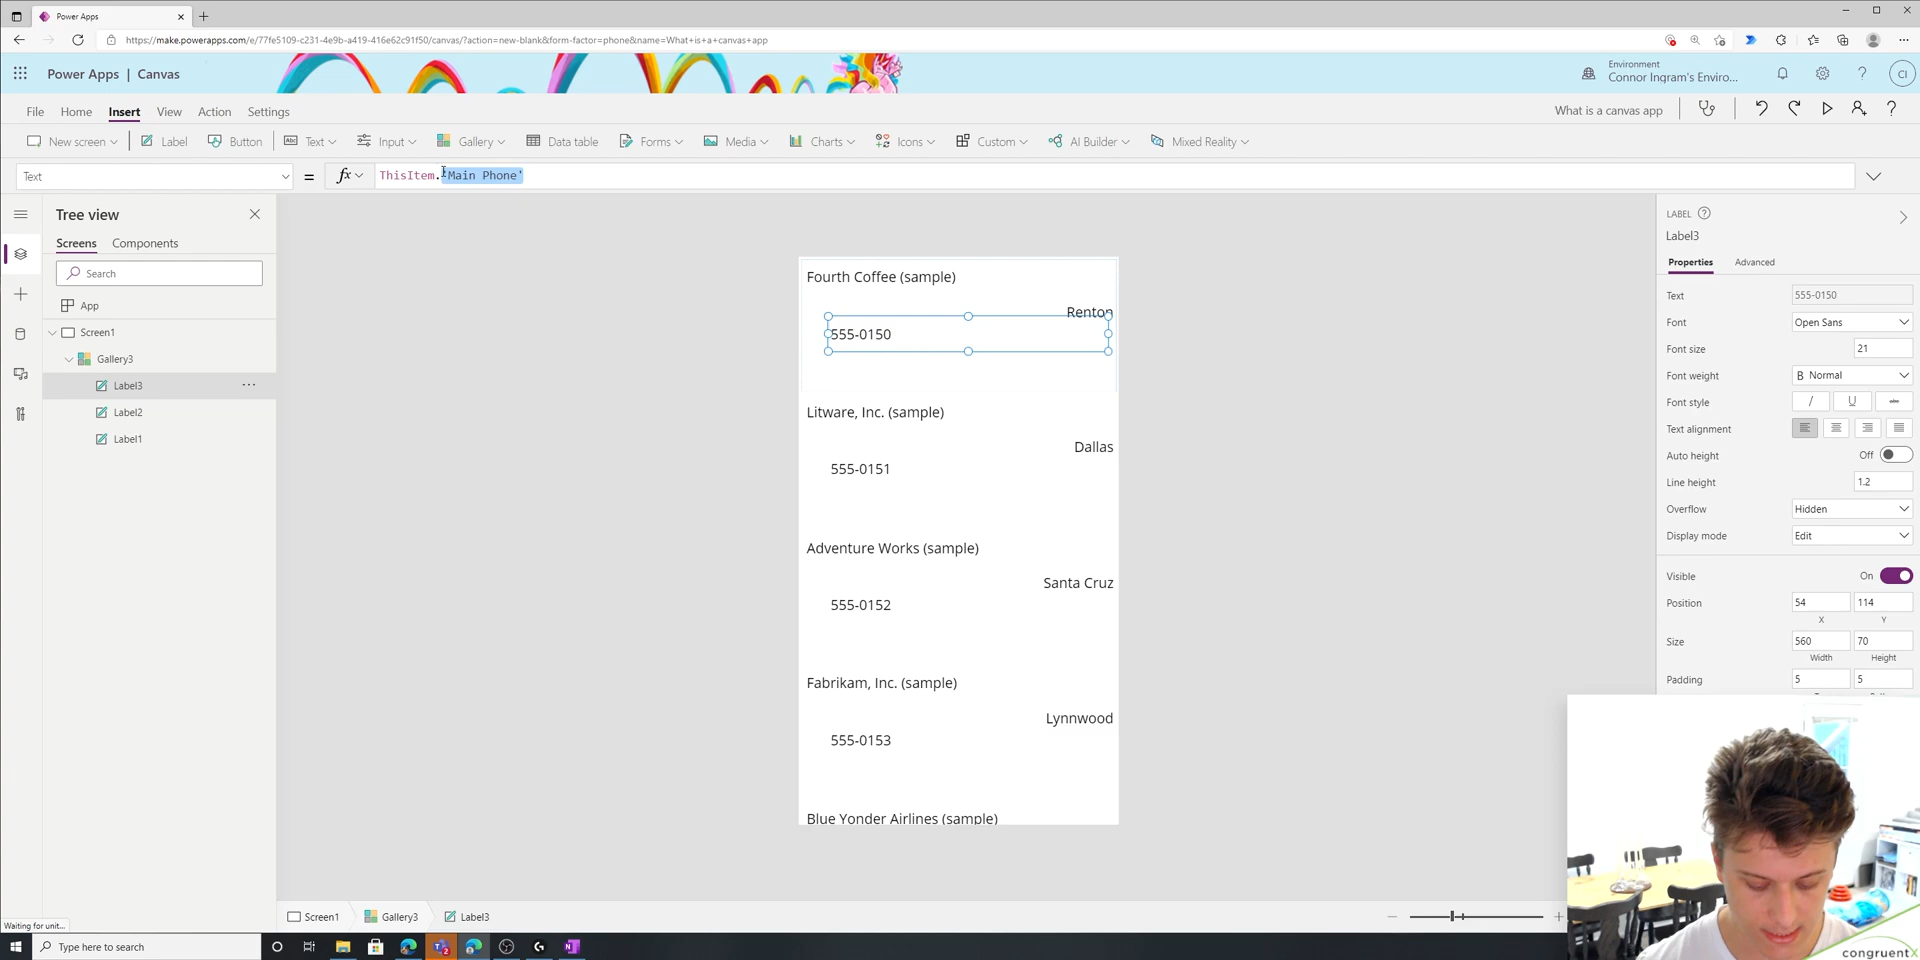 Power Apps
https://make.powerapps.com/e/77fe5109-c231-4e9b-a419-416e62c91f50/canvas/?action=new-blank&form-factor=phone&name=What+is+a+canvas+app
Power Apps | Canvas
Environment
Connor Ingram's Enviro...
CI
File Home Insert View Action Settings
What is a canvas app
New screen Label Button Text Input Gallery Data table Forms Media Charts Icons Custom AI Builder Mixed Reality
Text = fx ThisItem.'Main Phone'
Tree view
Screens Components
Search
App
Screen1
Gallery3
Label3
Label2
Label1
Fourth Coffee (sample)
Renton
555-0150
Litware, Inc. (sample)
Dallas
555-0151
Adventure Works (sample)
Santa Cruz
555-0152
Fabrikam, Inc. (sample)
Lynnwood
555-0153
Blue Yonder Airlines (sample)
LABEL
Label3
Properties Advanced
Text 555-0150
Font Open Sans
Font size 21
Font weight B Normal
Font style / U abc
Text alignment
Auto height Off
Line height 1.2
Overflow Hidden
Display mode Edit
Visible On
Position 54 114
X Y
Size 560 70
Width Height
Padding 5 5
Screen1 Gallery3 Label3
Waiting for unit...
Type here to search
congruentX